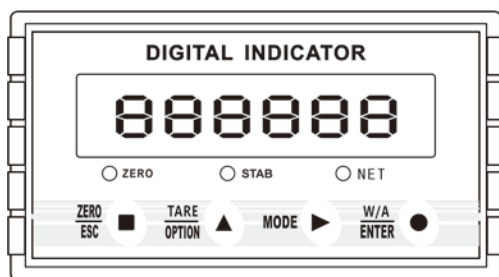 DIGITAL INDICATOR
888888
ZERO STAB NET
ZERO TARE MODE W/A
ESC OPTION ENTER